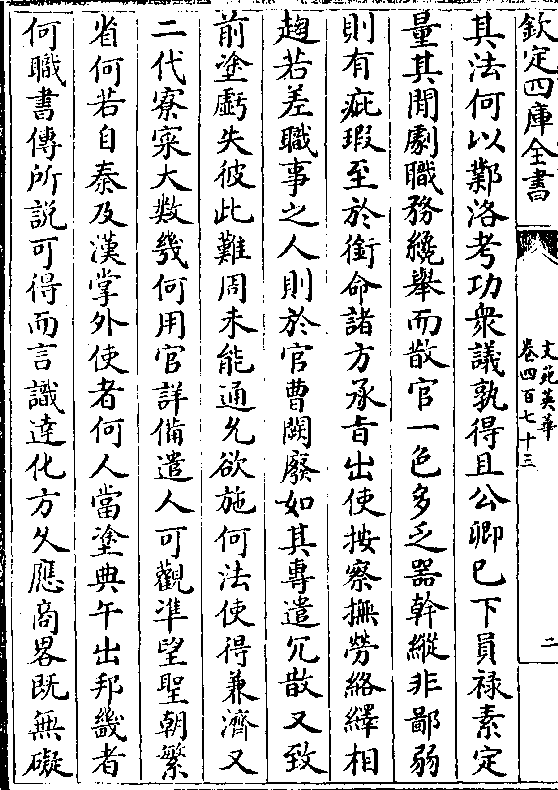 欽定四庫全書
文苑英華
卷四百七十三
二
其法何以鄴洛考功衆議孰得且公卿已下員禄素定
量其閒劇職務纔舉而散官一色多乏器幹縱非鄙弱
則有疵瑕至於銜命諸方承旨出使按察撫勞絡繹相
趨若差職事之人則於官曹闕廢如其專遣冗散又致
前塗虧失彼此難周未能通允欲施何法使得兼濟又
二代寮寀大數幾何用官詳備遣人可觀准望聖朝繁
省何若自秦及漢掌外使者何人當塗典午出邦畿者
何職書傳所説可得而言識達化方久應商畧既無礙